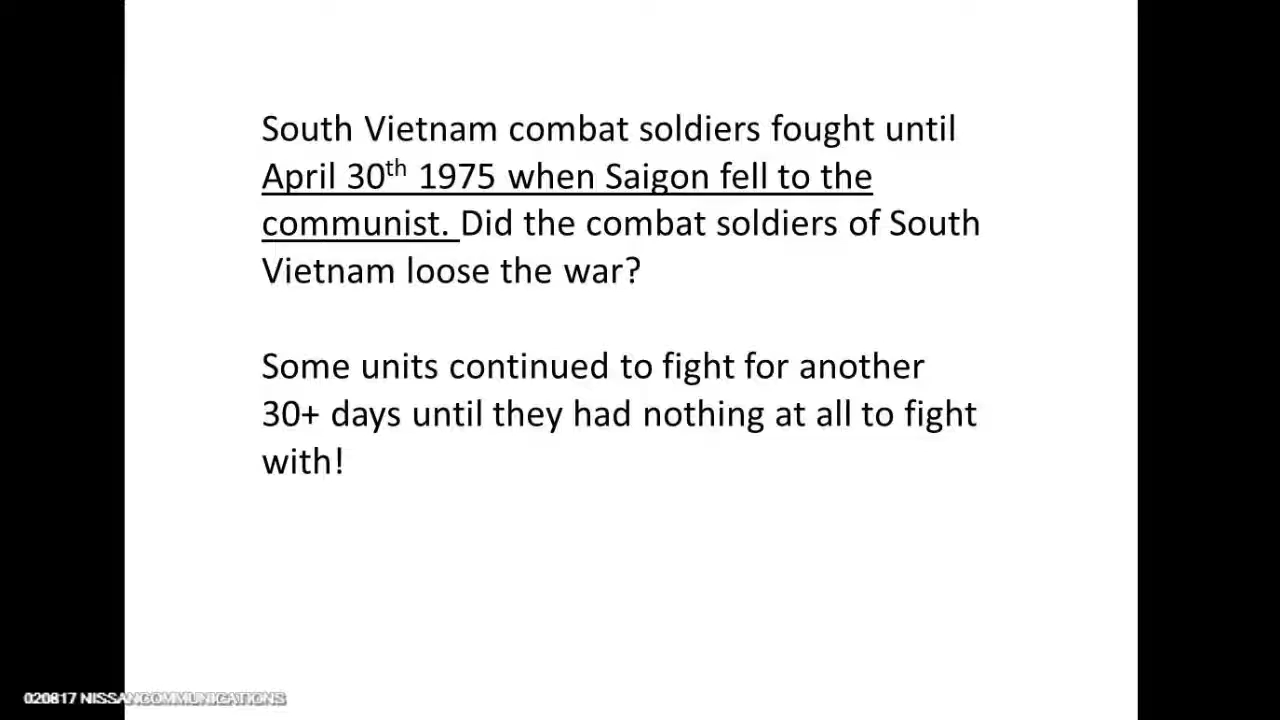 South Vietnam combat soldiers fought until
April 30th 1975 when Saigon fell to the
communist. Did the combat soldiers of South
Vietnam loose the war?
Some units continued to fight for another
30+ days until they had nothing at all to fight
with!
020817 NISSANCOMMUNICATIONS